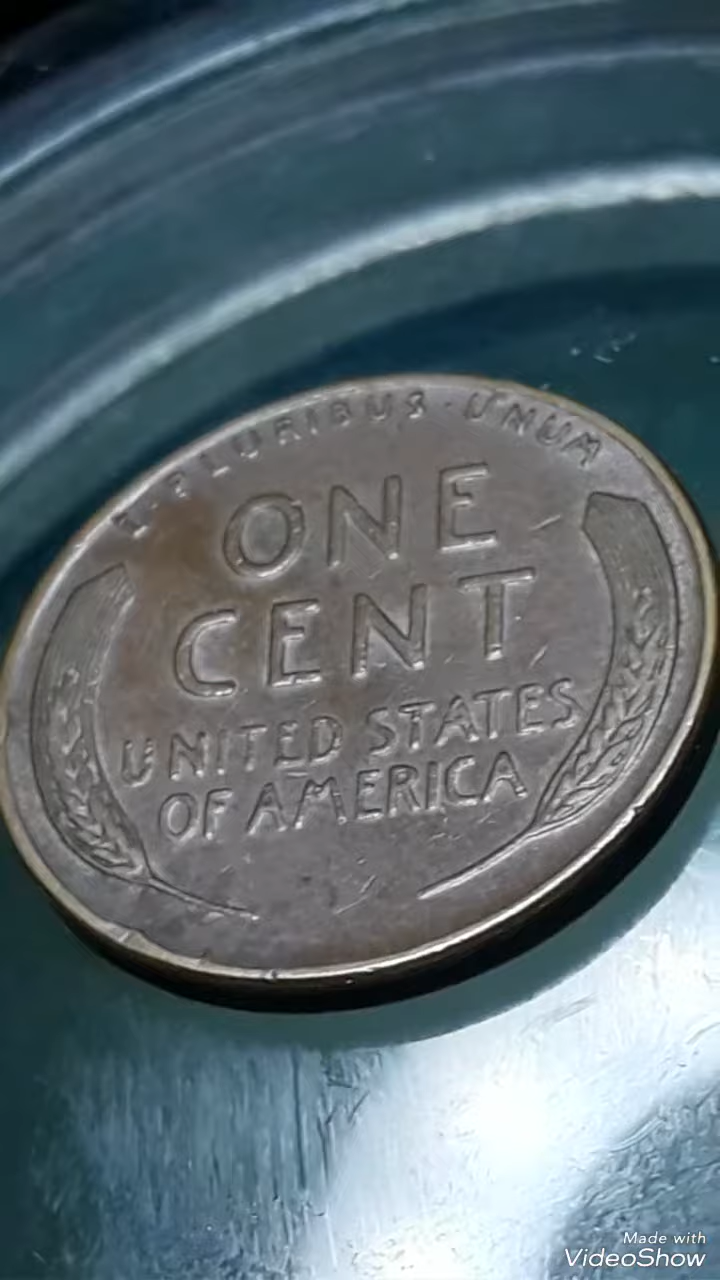 E·PLURIBUS·UNUM
ONE
CENT
UNITED STATES
OF AMERICA
Made with
VideoShow